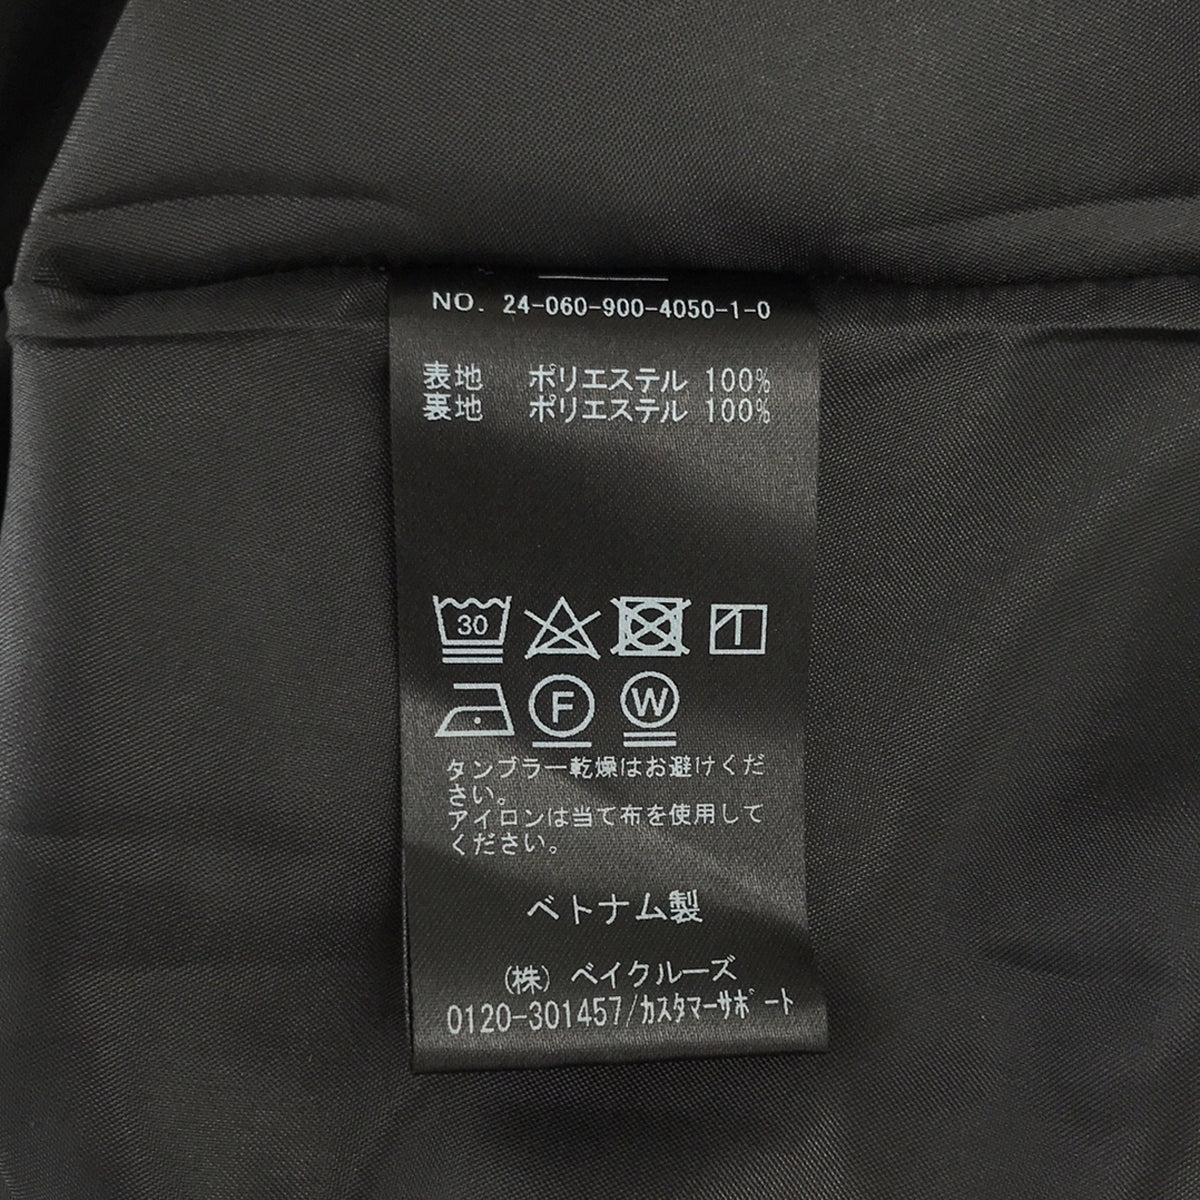 NO. 24-060-900-4050-1-0
表地 ポリエステル 100%
裏地 ポリエステル 100%
30
F W
タンブラー乾燥はお避けくだ
さい。
アイロンは当て布を使用して
ください。
ベトナム製
(株) ベイクルーズ
0120-301457/ｶｽﾀﾏｰｻﾎﾟｰﾄ